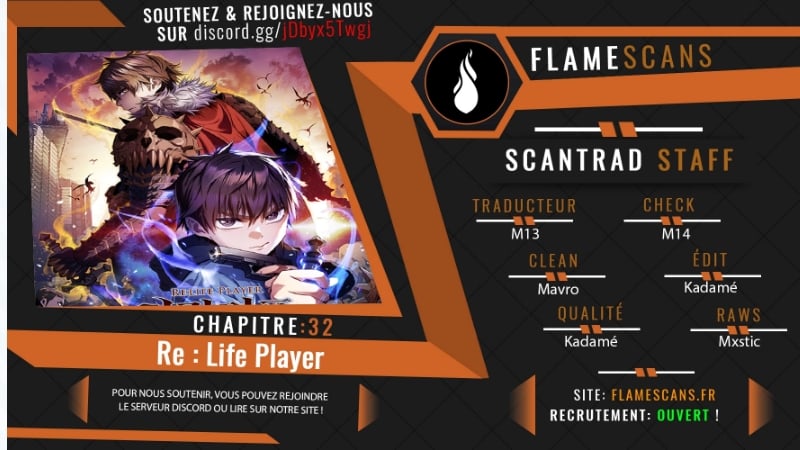 SOUTENEZ & REJOIGNEZ-NOUS
SUR discord.gg/jDbyx5Twgj
RELIFE PLAYER
CHAPITRE:32
Re : Life Player
POUR NOUS SOUTENIR, VOUS POUVEZ REJOINDRE
LE SERVEUR DISCORD OU LIRE SUR NOTRE SITE !
FLAMESCANS
SCANTRAD STAFF
TRADUCTEUR
M13
CHECK
M14
CLEAN
Mavro
ÉDIT
Kadamé
QUALITÉ
Kadamé
RAWS
Mxstic
SITE: FLAMESCANS.FR
RECRUTEMENT: OUVERT !